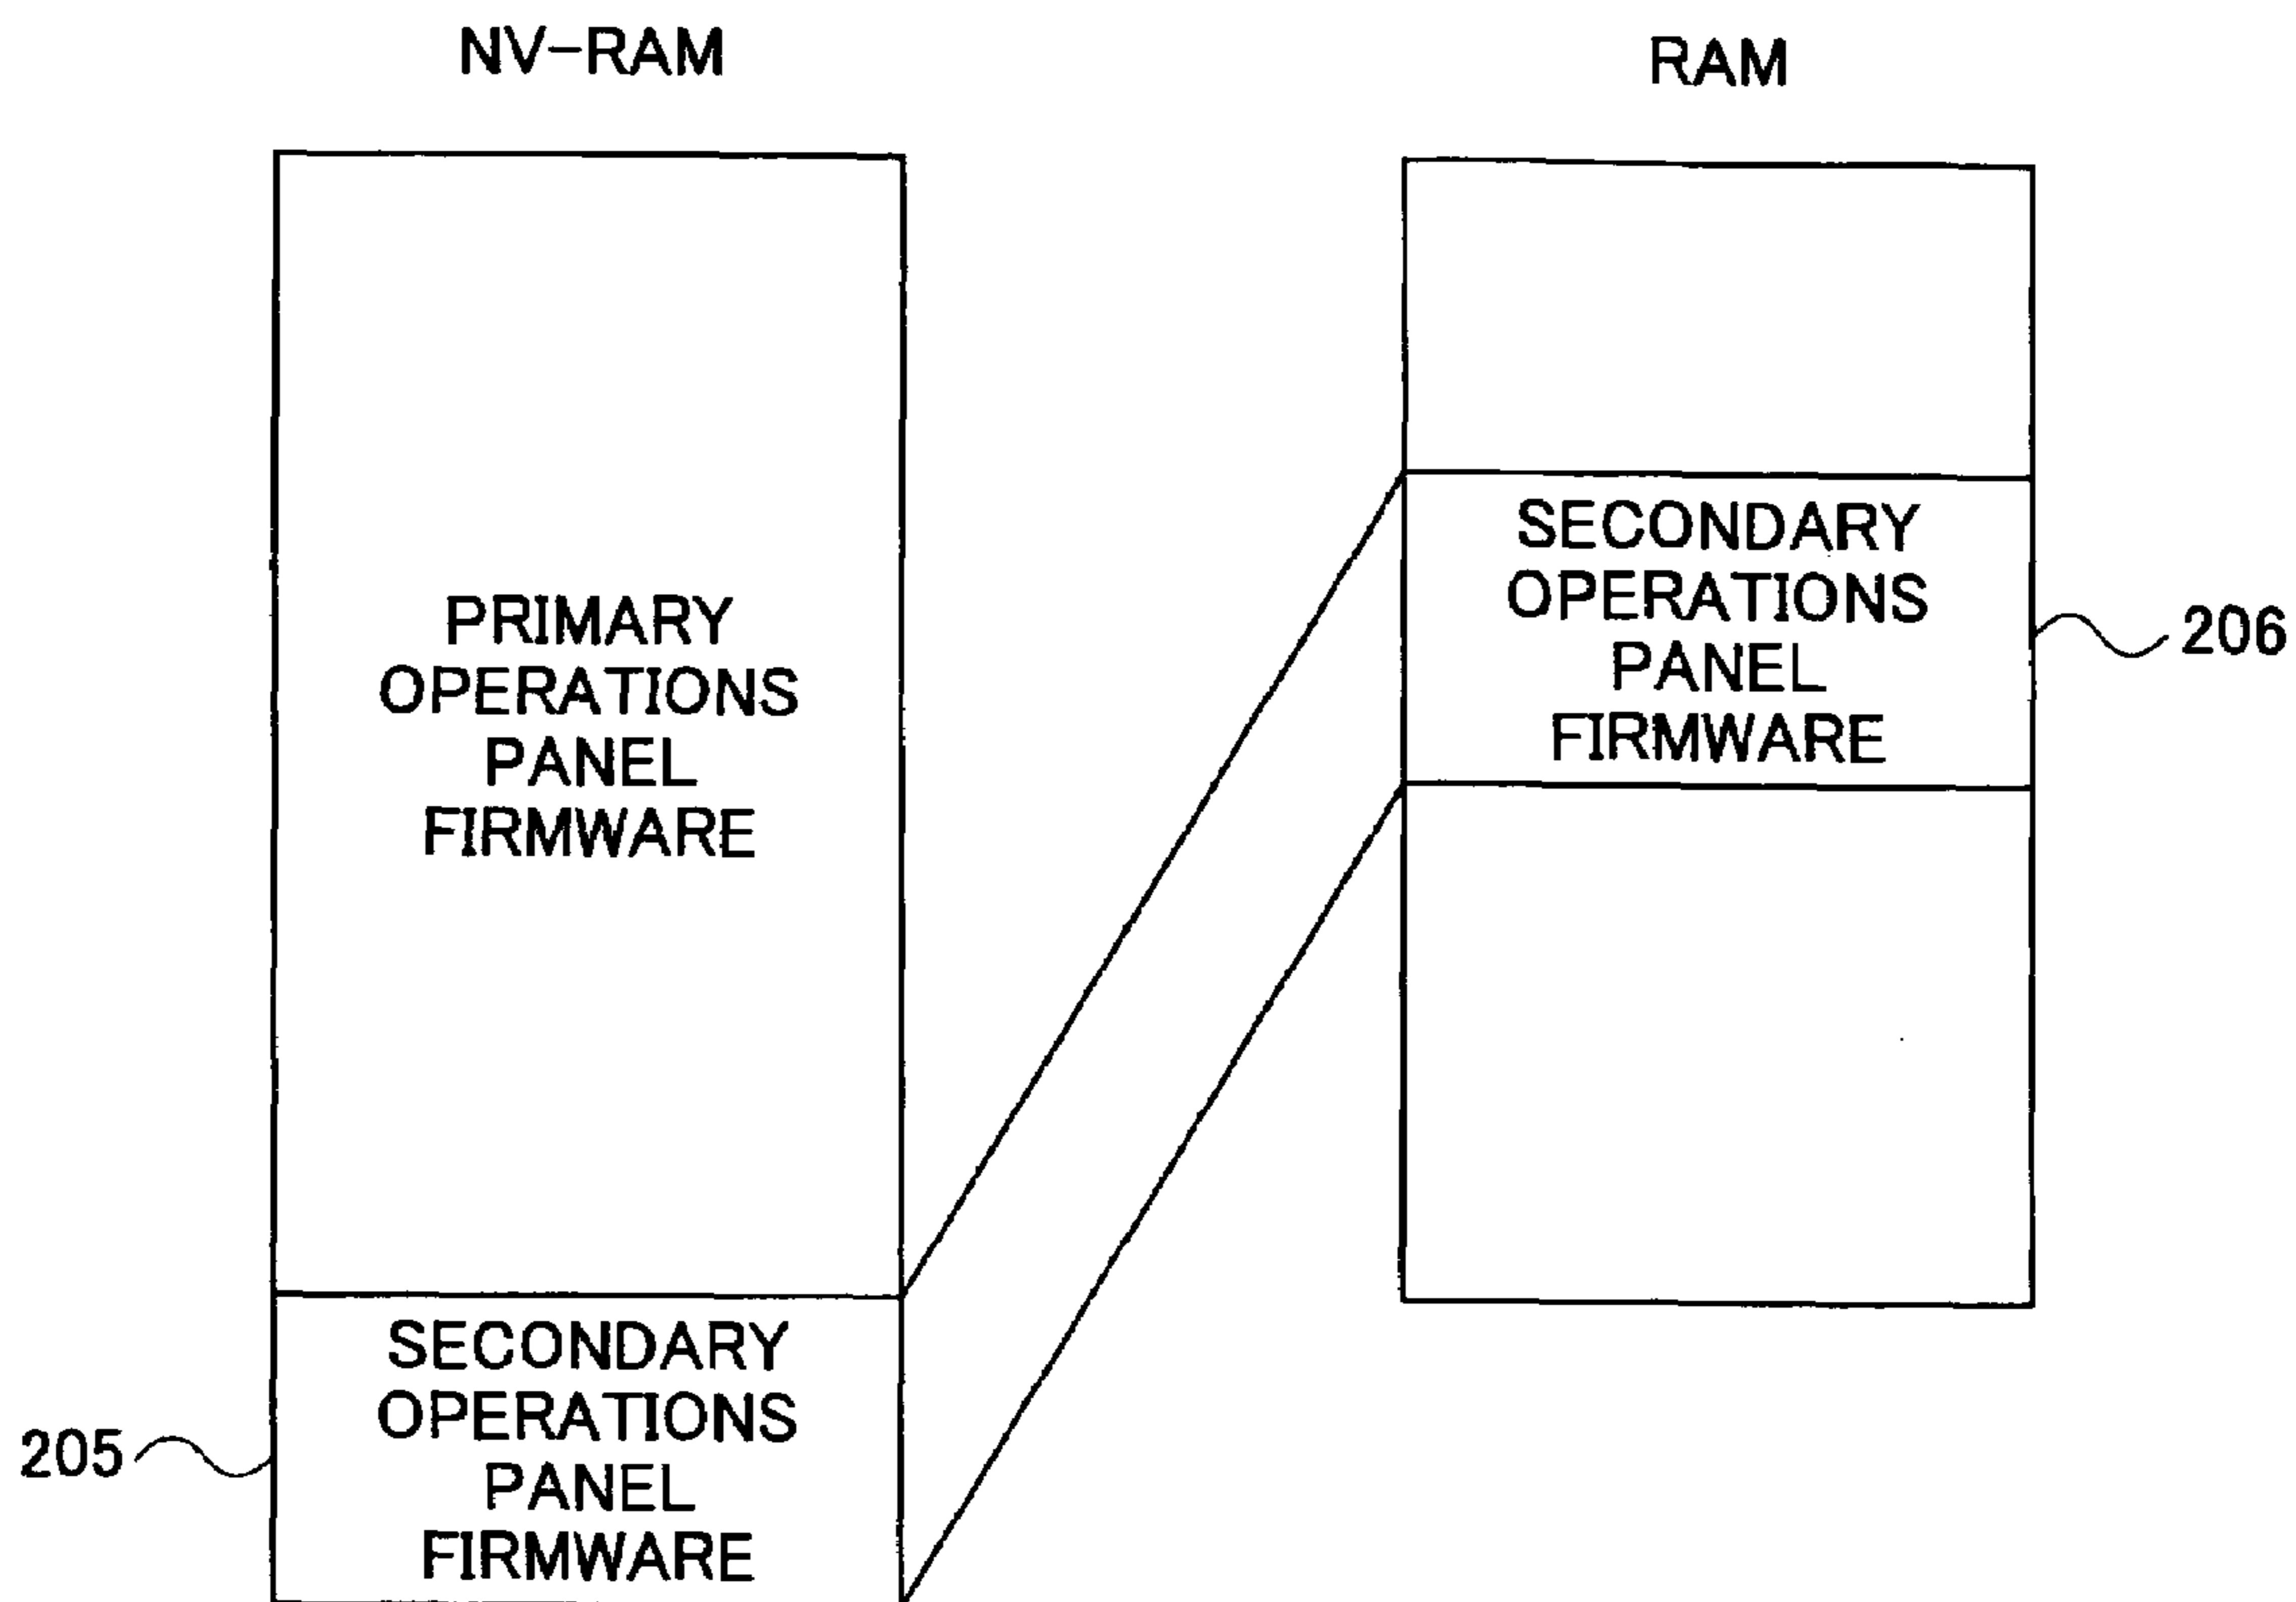 NV-RAM
PRIMARY
OPERATIONS
PANEL
FIRMWARE
SECONDARY
OPERATIONS
PANEL
FIRMWARE
205
RAM
SECONDARY
OPERATIONS
PANEL
FIRMWARE
206